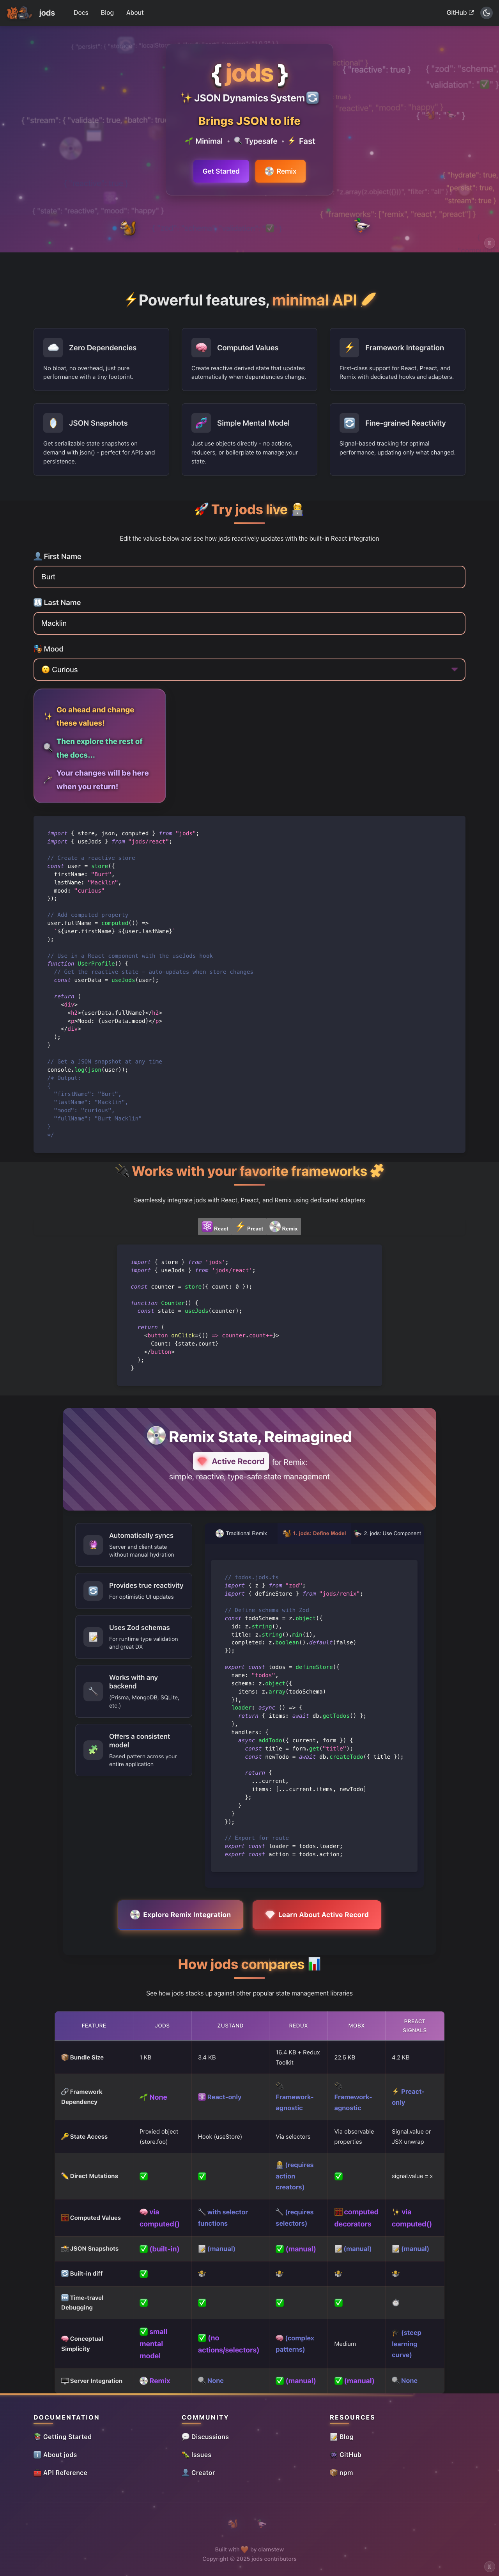 jods
Docs
Blog
About
GitHub
{ reactive: true }
{ "zod": "schema",
"validation": " " }
{ "stream": { "validate": true, "batch": true
{ "hydrate": true,
"persist": true,
"stream": true }
{ "state": "reactive", "mood": "happy" }
{ "frameworks": ["remix", "react", "preact"] }
{ jods }
JSON Dynamics System
Brings JSON to life
Minimal • Typesafe • Fast
Get Started
Remix
Powerful features, minimal API
Zero Dependencies
No bloat, no overhead, just
pure performance with a tiny footprint.
Computed Values
Create reactive derived state that updates
automatically when dependencies change.
Framework Integration
First-class support for React, Preact, and
Remix with dedicated hooks and adapters.
JSON Snapshots
Get serializable state snapshots on
demand with json() - perfect for APIs and
persistence.
Simple Mental Model
Just use objects directly - no actions,
reducers, or boilerplate to manage your
state.
Fine-grained Reactivity
Signal-based tracking for optimal
performance, updating only what changed.
Try jods live
Edit the values below and see how jods reactively updates with the built-in React integration
First Name
Burt
Last Name
Macklin
Mood
Curious
Go ahead and change
these values!
Then explore the rest of
the docs...
Your changes will be here
when you return!
import { store, json, computed } from "jods";
import { useJods } from "jods/react";
// Create a reactive store
const user = store({
firstName: "Burt",
lastName: "Macklin",
mood: "curious"
});
// Add computed property
user.fullName = computed(() =>
`${user.firstName} ${user.lastName}`
);
// Use in a React component with the useJods hook
function UserProfile() {
// Get the reactive state – auto-updates when store changes
const userData = useJods(user);
return (
<div>
<h2>{userData.fullName}</h2>
<p>Mood: {userData.mood}</p>
</div>
);
}
// Get a JSON snapshot at any time
console.log(json(user));
/* Output:
{
"firstName": "Burt",
"lastName": "Macklin",
"mood": "curious",
"fullName": "Burt Macklin"
}
*/
Works with your favorite frameworks
Seamlessly integrate jods with React, Preact, and Remix using dedicated adapters
React
Preact
Remix
import { store } from 'jods';
import { useJods } from 'jods/react';
const counter = store({ count: 0 });
function Counter() {
const state = useJods(counter);
return (
<button onClick={() => counter.count++}>
Count: {state.count}
</button>
);
}
Remix State, Reimagined
Active Record for Remix:
simple, reactive, type-safe state management
Automatically syncs
Server and client state
without manual hydration
Provides true reactivity
For optimistic UI updates
Uses Zod schemas
For runtime type validation
and great DX
Works with any
backend
(Prisma, MongoDB, SQLite,
etc.)
Offers a consistent
model
Based pattern across your
entire application
Traditional Remix
1. jods: Define Model
2. jods: Use Component
// todos.jods.ts
import { z } from "zod";
import { defineStore } from "jods/remix";
// Define schema with Zod
const todoSchema = z.object({
id: z.string(),
title: z.string().min(1),
completed: z.boolean().default(false)
});
export const todos = defineStore({
name: "todos",
schema: z.object({
items: z.array(todoSchema)
}),
loader: async () => {
return { items: await db.getTodos() };
},
handlers: {
async addTodo({ current, form }) {
const title = form.get("title");
const newTodo = await db.createTodo({ title });
return {
...current,
items: [...current.items, newTodo]
};
}
}
});
// Export for route
export const loader = todos.loader;
export const action = todos.action;
Explore Remix Integration
Learn About Active Record
How jods compares
See how jods stacks up against other popular state management libraries
FEATURE JODS ZUSTAND REDUX MOBX PREACT
SIGNALS
Bundle Size 1 KB 3.4 KB 16.4 KB + Redux
Toolkit 22.5 KB 4.2 KB
Framework
Dependency None React-only Framework-
agnostic Framework-
agnostic Preact-
only
State Access Proxied object
(store.foo) Hook (useStore) Via selectors Via observable
properties Signal.value or
JSX unwrap
Direct Mutations (requires
action
creators) signal.value = x
Computed Values via
computed() with selector
functions (requires
selectors) computed
decorators via
computed()
JSON Snapshots (built-in) (manual) (manual) (manual) (manual)
Built-in diff
Time-travel
Debugging
Conceptual
Simplicity small
mental
model (no
actions/selectors) (complex
patterns) Medium (steep
learning
curve)
Server Integration Remix None (manual) (manual) None
DOCUMENTATION
Getting Started
About jods
API Reference
COMMUNITY
Discussions
Issues
Creator
RESOURCES
Blog
GitHub
npm
Built with by clamstew
Copyright © 2025 jods contributors